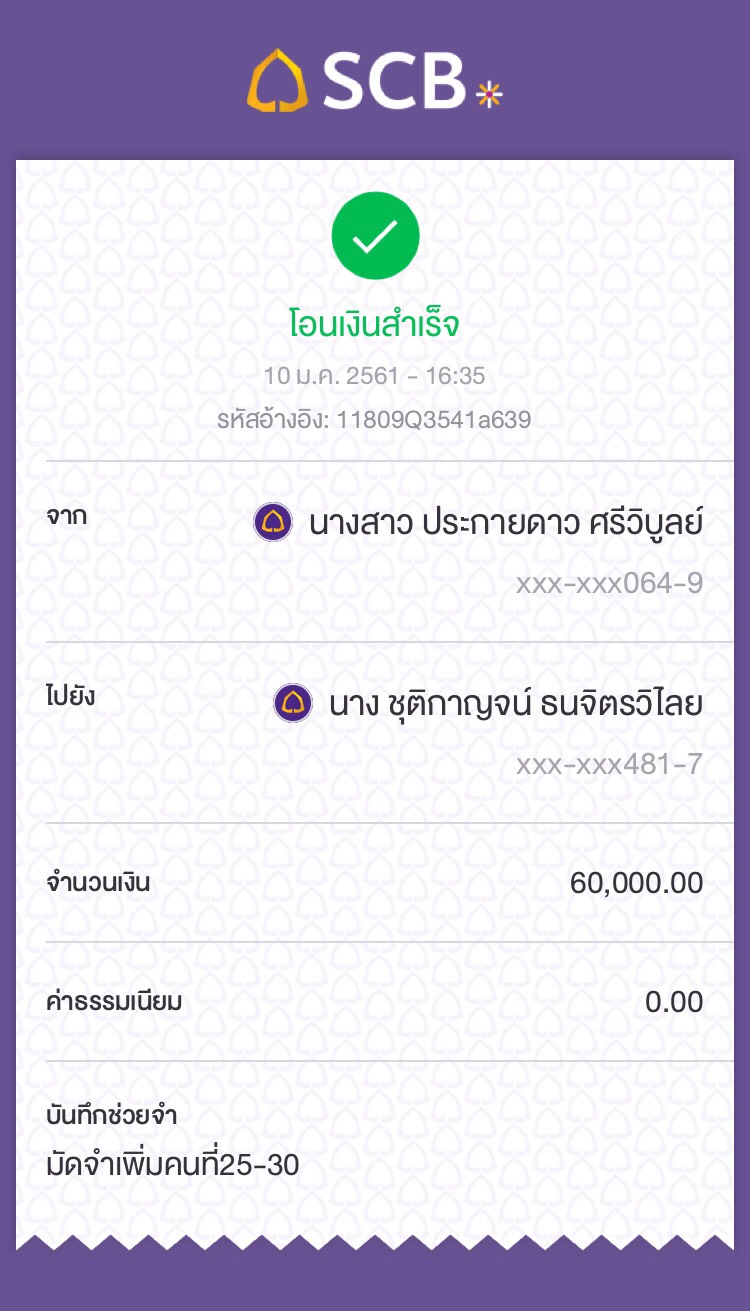 SCB
โอนเงินสำเร็จ
10 ม.ค. 2561 - 16:35
รหัสอ้างอิง: 11809Q3541a639
จาก
นางสาว ประกายดาว ศรีวิบูลย์
xxx-xxx064-9
ไปยัง
นาง ชุติกาญจน์ ธนจิตรวิไลย
xxx-xxx481-7
จำนวนเงิน 60,000.00
ค่าธรรมเนียม 0.00
บันทึกช่วยจำ
มัดจำเพิ่มคนที่25-30